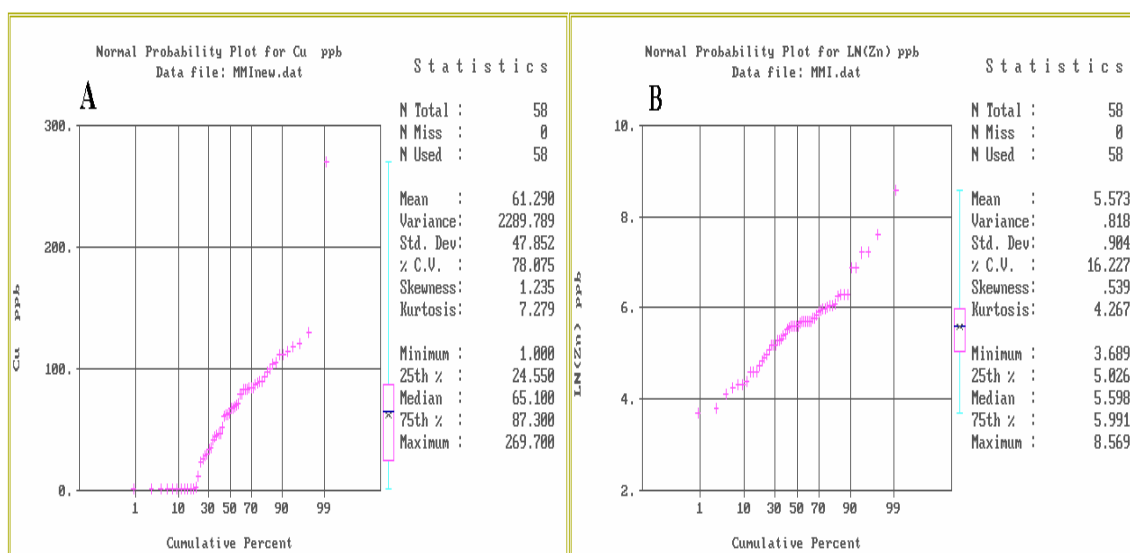 Normal Probability Plot for Cu ppb
Data file: MMInew.dat
Statistics
A
N Total : 58
N Miss : 0
N Used : 58
Mean : 61.290
Variance: 2289.789
Std. Dev: 47.852
% C.V. : 78.075
Skewness: 1.235
Kurtosis: 7.279
Minimum : 1.000
25th % : 24.550
Median : 65.100
75th % : 87.300
Maximum : 269.700
300.
200.
100.
0.
Cu ppb
1 10 30 50 70 90 99
Cumulative Percent
Normal Probability Plot for LN(Zn) ppb
Data file: MMI.dat
Statistics
B
N Total : 58
N Miss : 0
N Used : 58
Mean : 5.573
Variance: .818
Std. Dev: .904
% C.V. : 16.227
Skewness: .539
Kurtosis: 4.267
Minimum : 3.689
25th % : 5.026
Median : 5.598
75th % : 5.991
Maximum : 8.569
10.
8.
6.
4.
2.
LN(Zn) ppb
1 10 30 50 70 90 99
Cumulative Percent